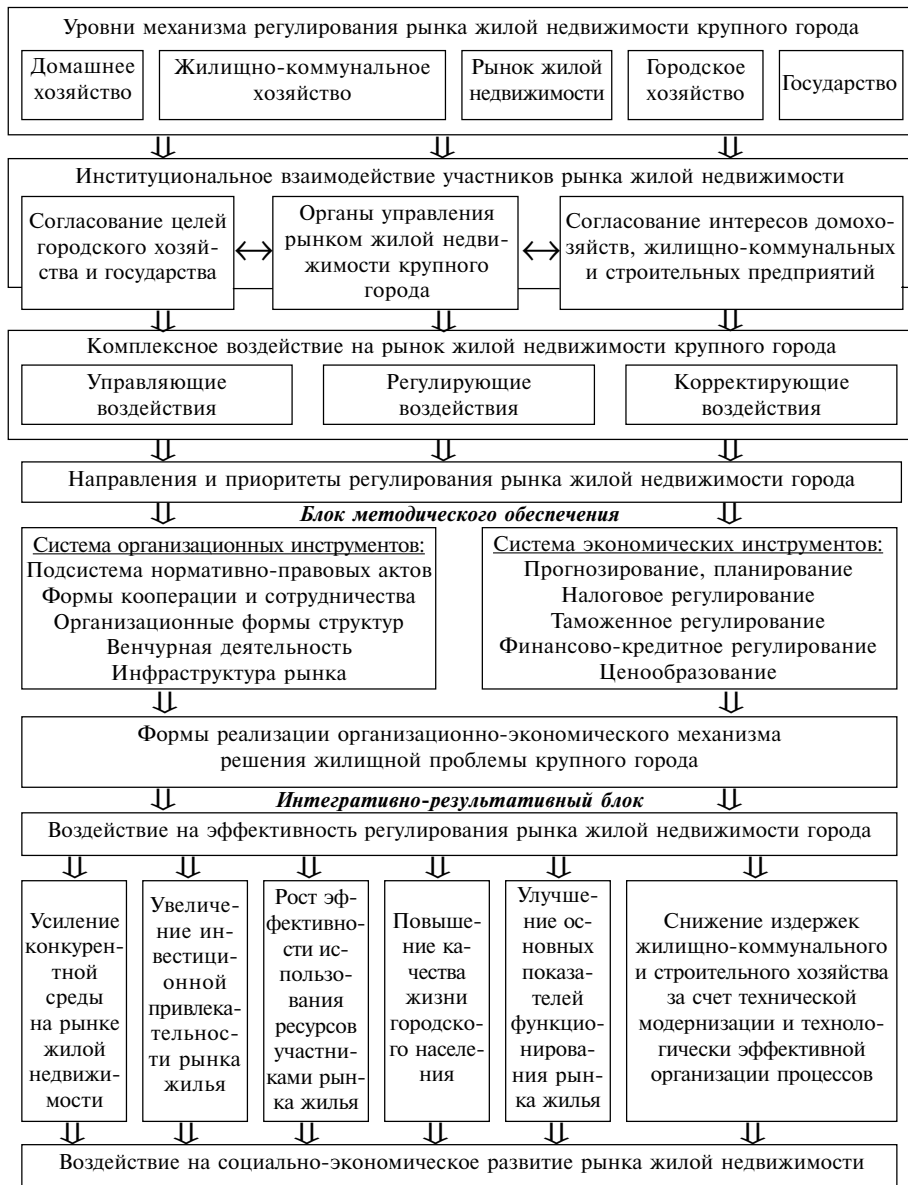 Уровни механизма регулирования рынка жилой недвижимости крупного города
Домашнее
хозяйство
Жилищно-коммунальное
хозяйство
Рынок жилой
недвижимости
Городское
хозяйство
Государство
Институциональное взаимодействие участников рынка жилой недвижимости
Согласование целей
городского хозяй-
ства и государства
Органы управления
рынком жилой недви-
жимости крупного
города
Согласование интересов домохо-
зяйств, жилищно-коммунальных
и строительных предприятий
Комплексное воздействие на рынок жилой недвижимости крупного города
Управляющие
воздействия
Регулирующие
воздействия
Корректирующие
воздействия
Направления и приоритеты регулирования рынка жилой недвижимости города
Блок методического обеспечения
Система организационных инструментов:
Подсистема нормативно-правовых актов
Формы кооперации и сотрудничества
Организационные формы структур
Венчурная деятельность
Инфраструктура рынка
Система экономических инструментов:
Прогнозирование, планирование
Налоговое регулирование
Таможенное регулирование
Финансово-кредитное регулирование
Ценообразование
Формы реализации организационно-экономического механизма
решения жилищной проблемы крупного города
Интегративно-результативный блок
Воздействие на эффективность регулирования рынка жилой недвижимости города
Усиление
конкурен-
тной
среды
на рынке
жилой
недвижи-
мости
Увеличе-
ние ин-
вестици-
онной
привлек-
ательнос-
ти рынка
жилья
Рост эф-
фективно-
сти ис-
пользо-
вания
ресурсов
участни-
ками рын-
ка жилья
Повыше-
ние ка-
чества
жизни
городско-
го населе-
ния
Улучше-
ние ос-
новных
показа-
телей
функцио-
нирова-
ния рын-
ка жилья
Снижение издержек
жилищно-коммунального
и строительного хозяйства
за счет технической
модернизации и техноло-
гически эффективной
организации процессов
Воздействие на социально-экономическое развитие рынка жилой недвижимости